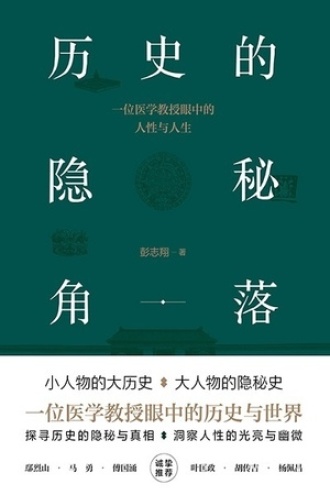 历史的
一位医学教授眼中的
人性与人生
隐秘
彭志翔 著
角落
小人物的大历史 大人物的隐秘史
一位医学教授眼中的历史与世界
探寻历史的隐秘与真相 洞察人性的光亮与幽微
鄢烈山·马勇·傅国涌 诚挚推荐 叶匡政·胡传吉·杨佩昌